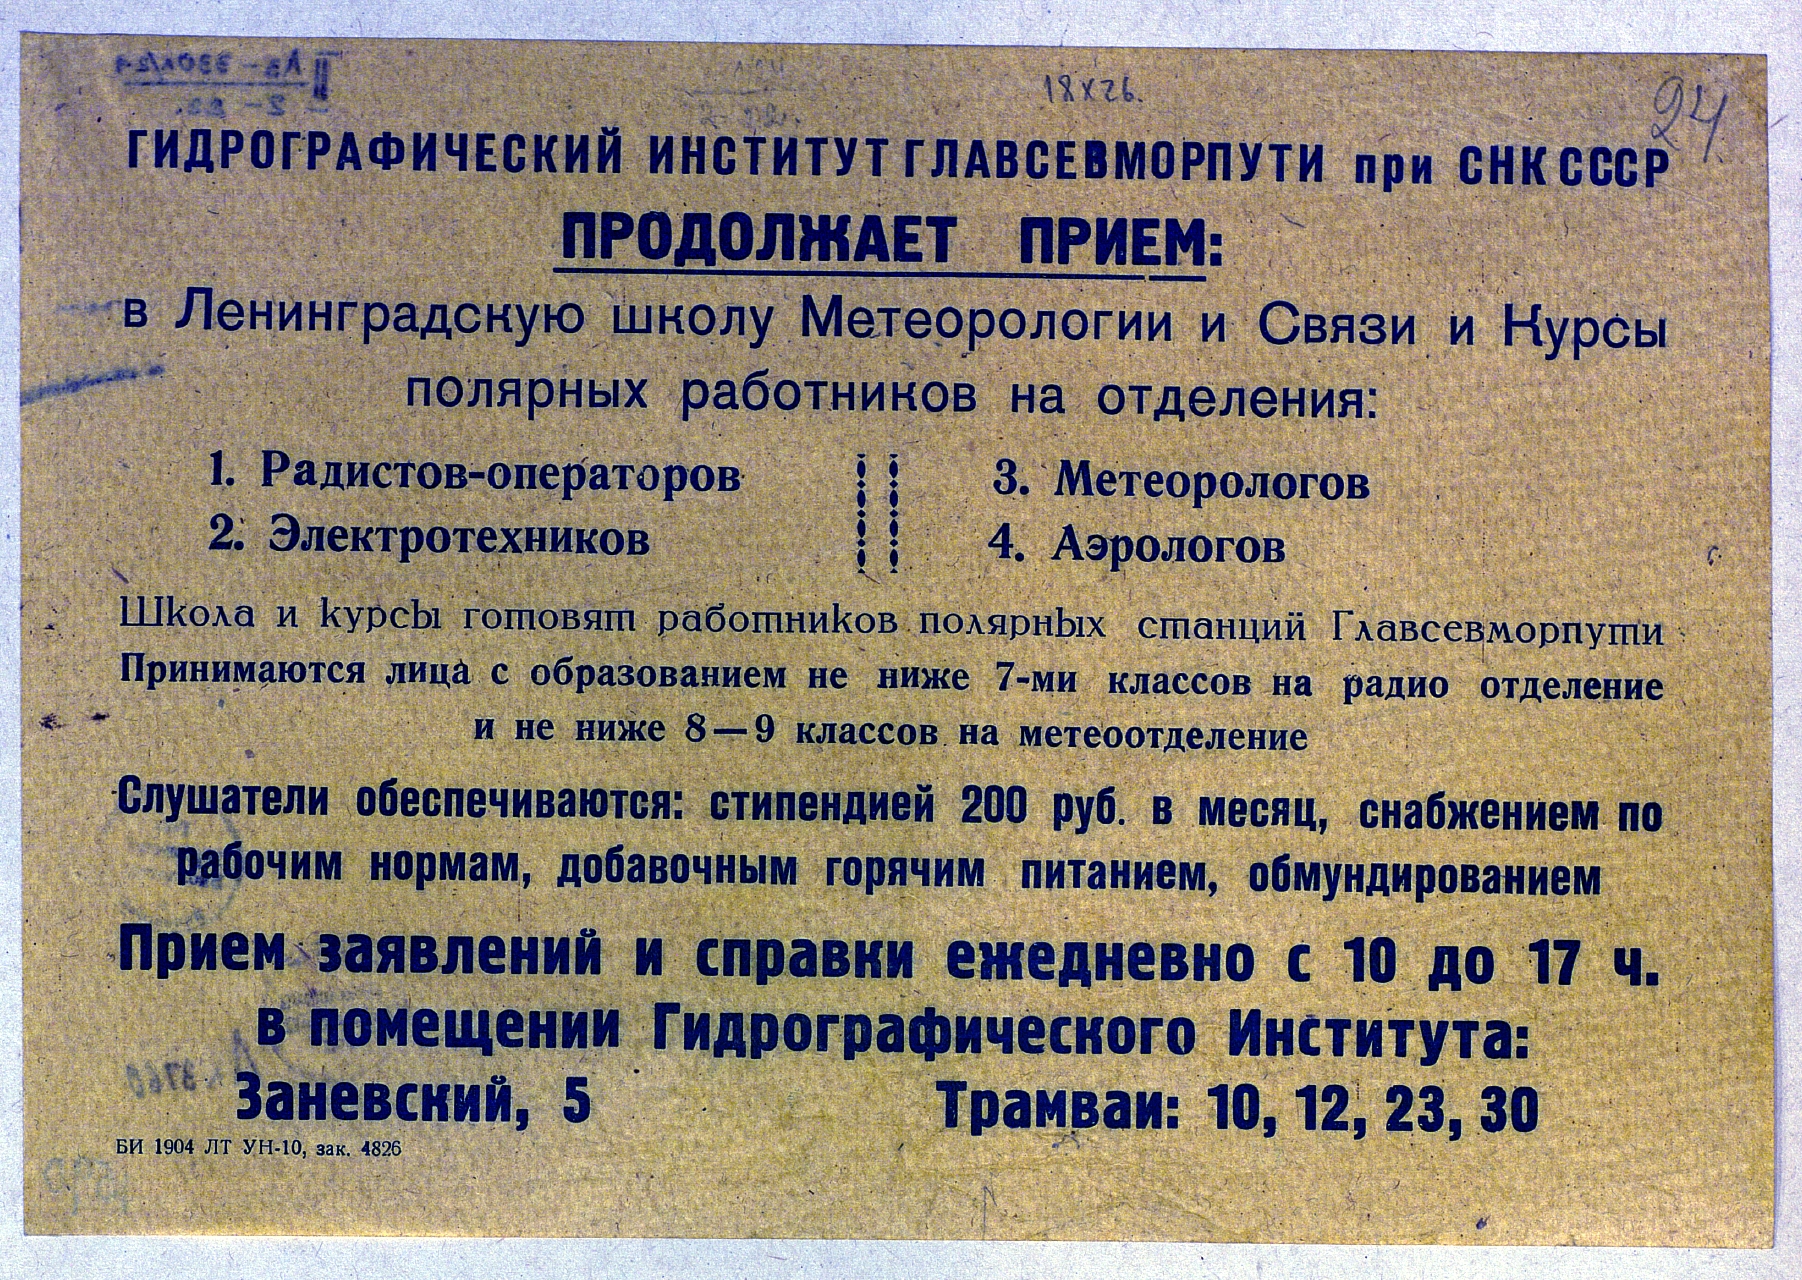 18х26.
24
ГИДРОГРАФИЧЕСКИЙ ИНСТИТУТ ГЛАВСЕВМОРПУТИ при СНК СССР
ПРОДОЛЖАЕТ ПРИЕМ:
в Ленинградскую школу Метеорологии и Связи и Курсы
полярных работников на отделения:
1. Радистов-операторов
2. Электротехников
3. Метеорологов
4. Аэрологов
Школа и курсы готовят работников полярных станций Главсевморпути
Принимаются лица с образованием не ниже 7-ми классов на радио отделение
и не ниже 8—9 классов на метеоотделение
Слушатели обеспечиваются: стипендией 200 руб. в месяц, снабжением по
рабочим нормам, добавочным горячим питанием, обмундированием
Прием заявлений и справки ежедневно с 10 до 17 ч.
в помещении Гидрографического Института:
Заневский, 5 Трамваи: 10, 12, 23, 30
БИ 1904 ЛТ УН-10, зак. 4826